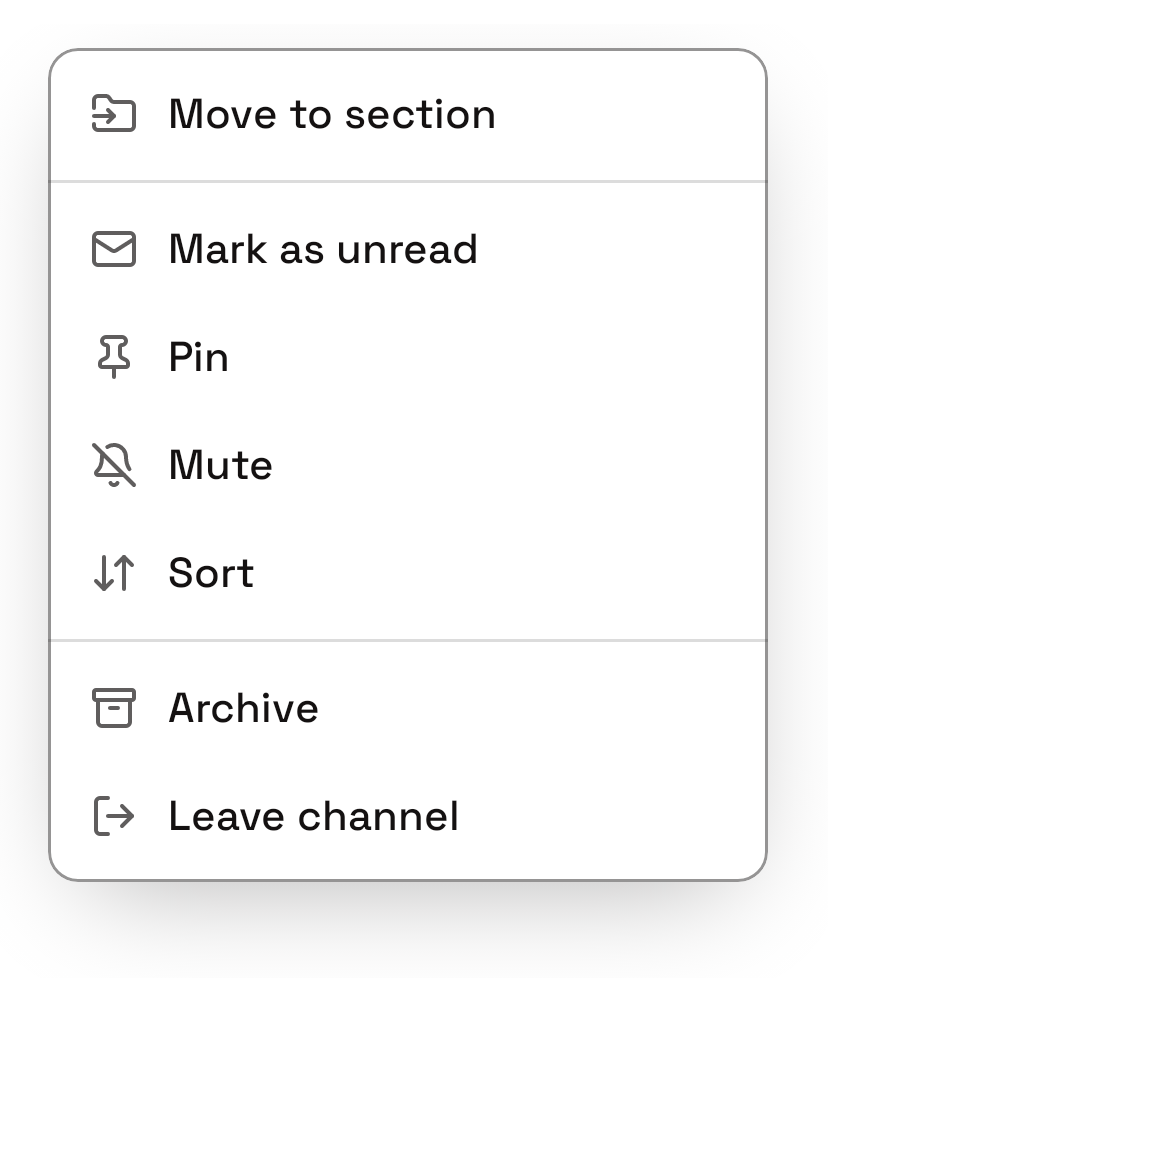 Move to section
Mark as unread
Pin
Mute
Sort
Archive
Leave channel